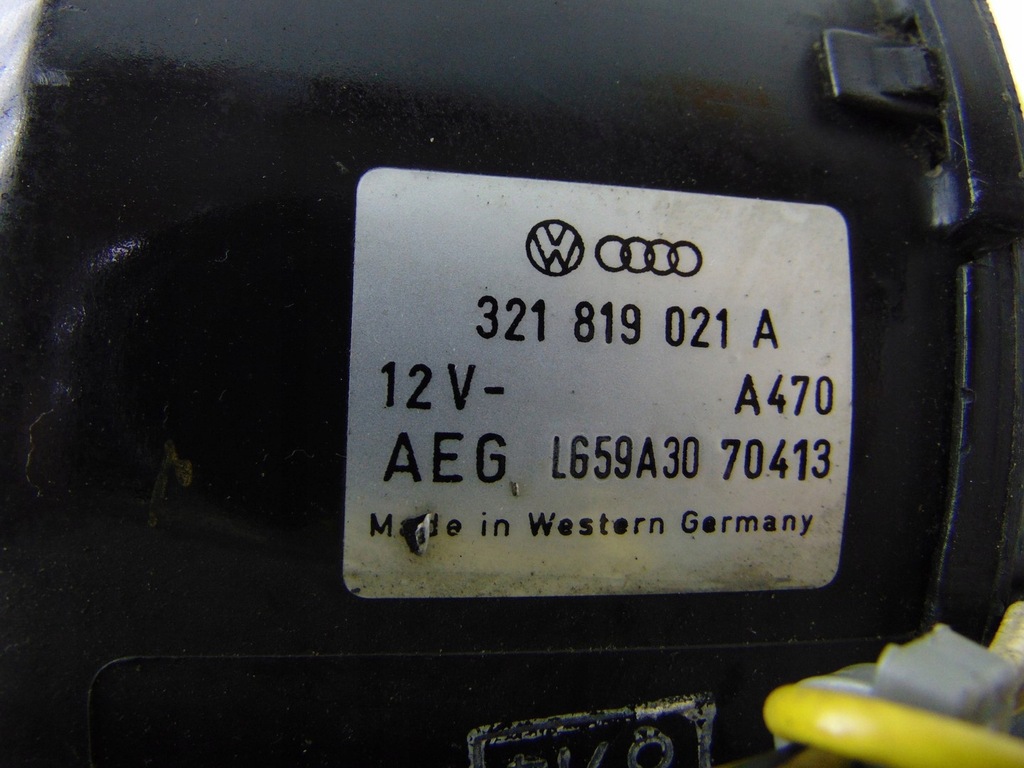 321 819 021 A
12V- A470
AEG L659A30 70413
Made in Western Germany